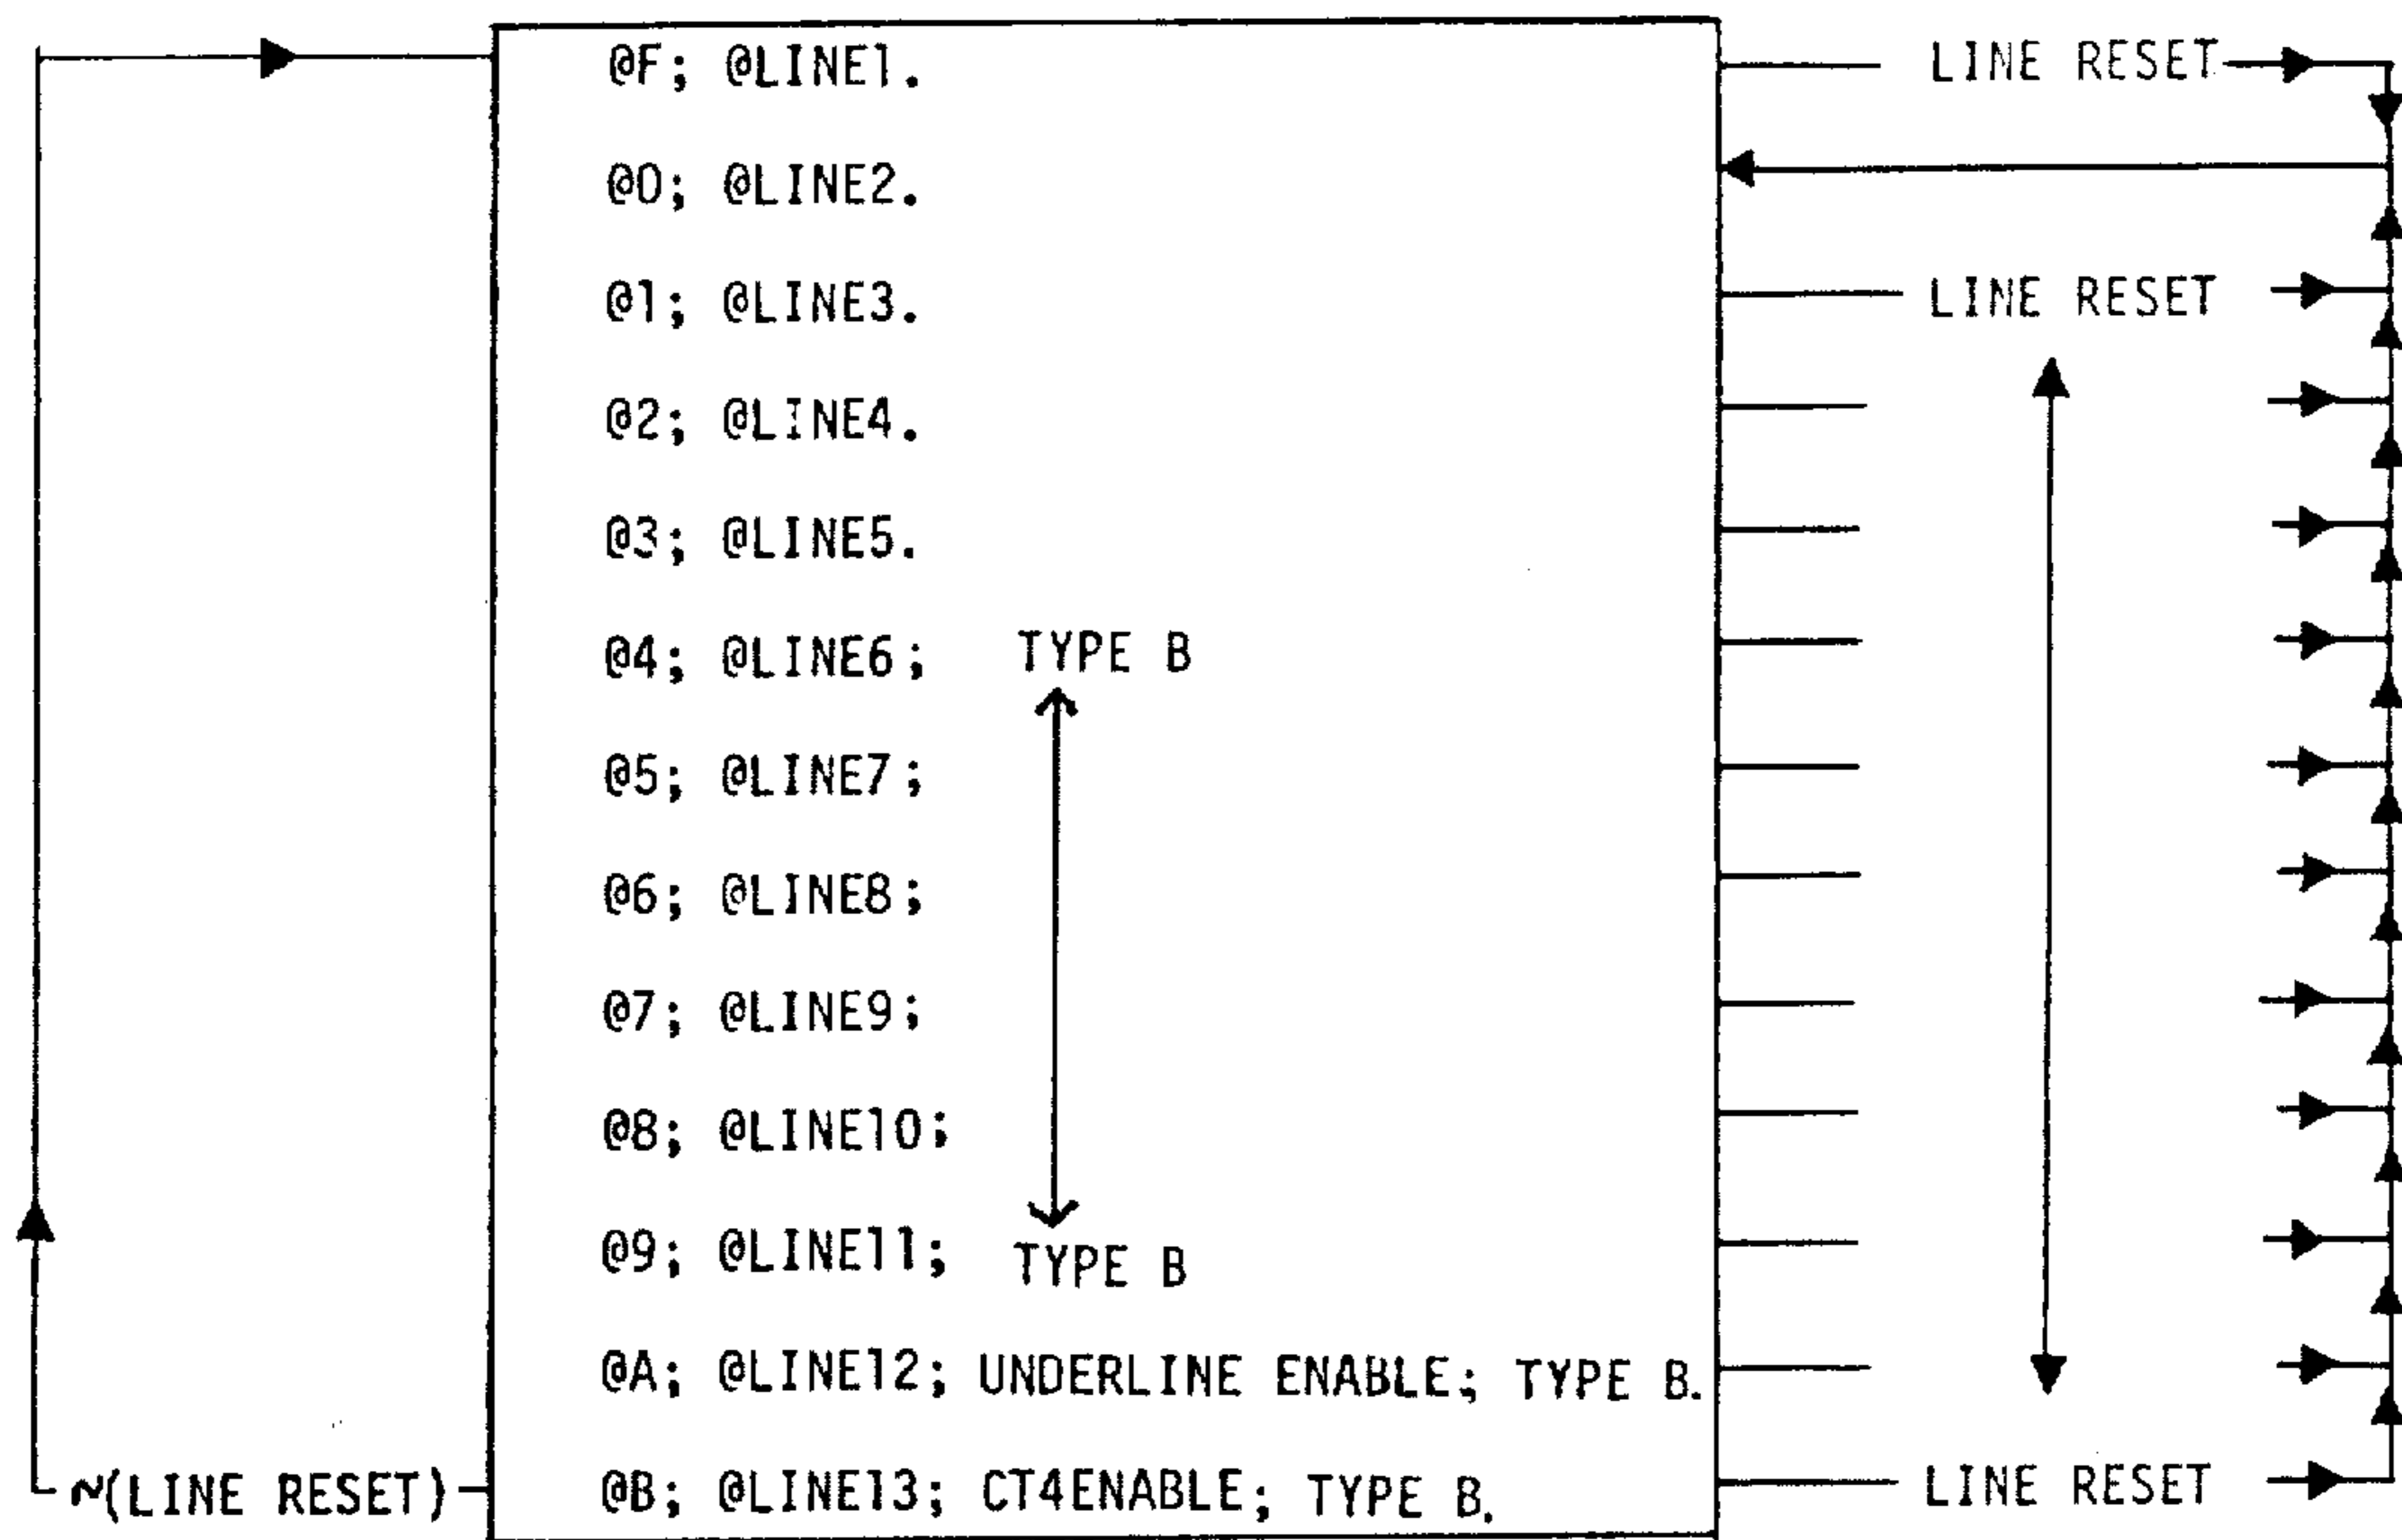 @F; @LINE1. LINE RESET
@0; @LINE2.
@1; @LINE3. LINE RESET
@2; @LINE4.
@3; @LINE5.
@4; @LINE6; TYPE B
@5; @LINE7;
@6; @LINE8;
@7; @LINE9;
@8; @LINE10;
@9; @LINE11; TYPE B
@A; @LINE12; UNDERLINE ENABLE; TYPE B.
~(LINE RESET) @B; @LINE13; CT4ENABLE; TYPE B. LINE RESET